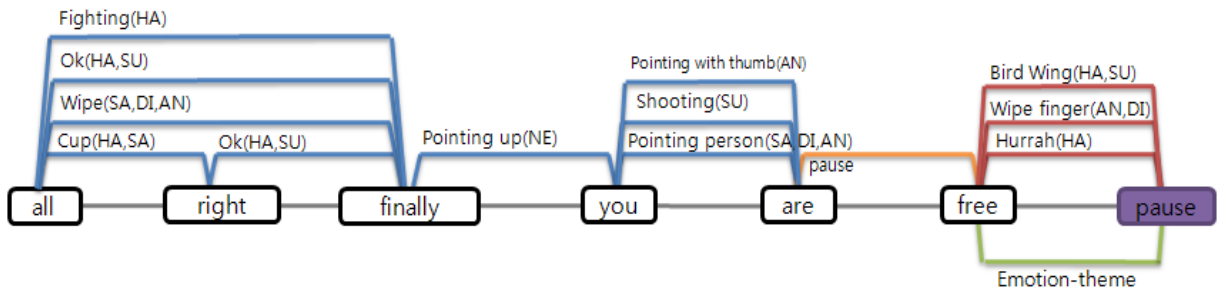 Fighting(HA)
Ok(HA,SU)
Wipe(SA,DI,AN)
Cup(HA,SA)
Ok(HA,SU)
Pointing up(NE)
Pointing with thumb(AN)
Shooting(SU)
Pointing person(SA,DI,AN)
pause
Bird Wing(HA,SU)
Wipe finger(AN,DI)
Hurrah(HA)
all right finally you are free pause
Emotion-theme